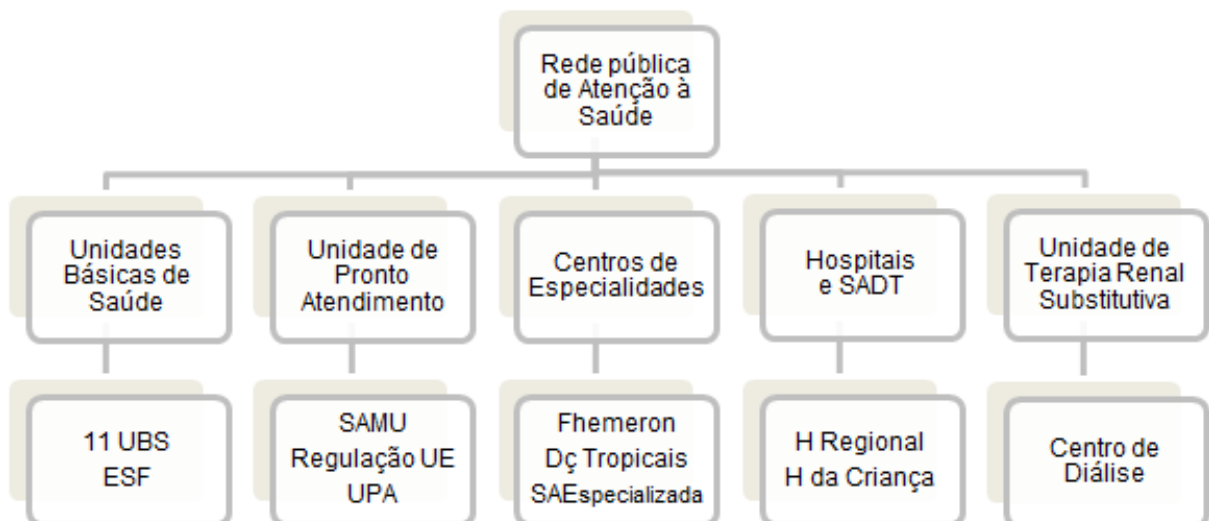 Rede pública
de Atenção à
Saúde
Unidades
Básicas de
Saúde
Unidade de
Pronto
Atendimento
Centros de
Especialidades
Hospitais
e SADT
Unidade de
Terapia Renal
Substitutiva
11 UBS
ESF
SAMU
Regulação UE
UPA
Fhemeron
Dç Tropicais
SAEspecializada
H Regional
H da Criança
Centro de
Diálise